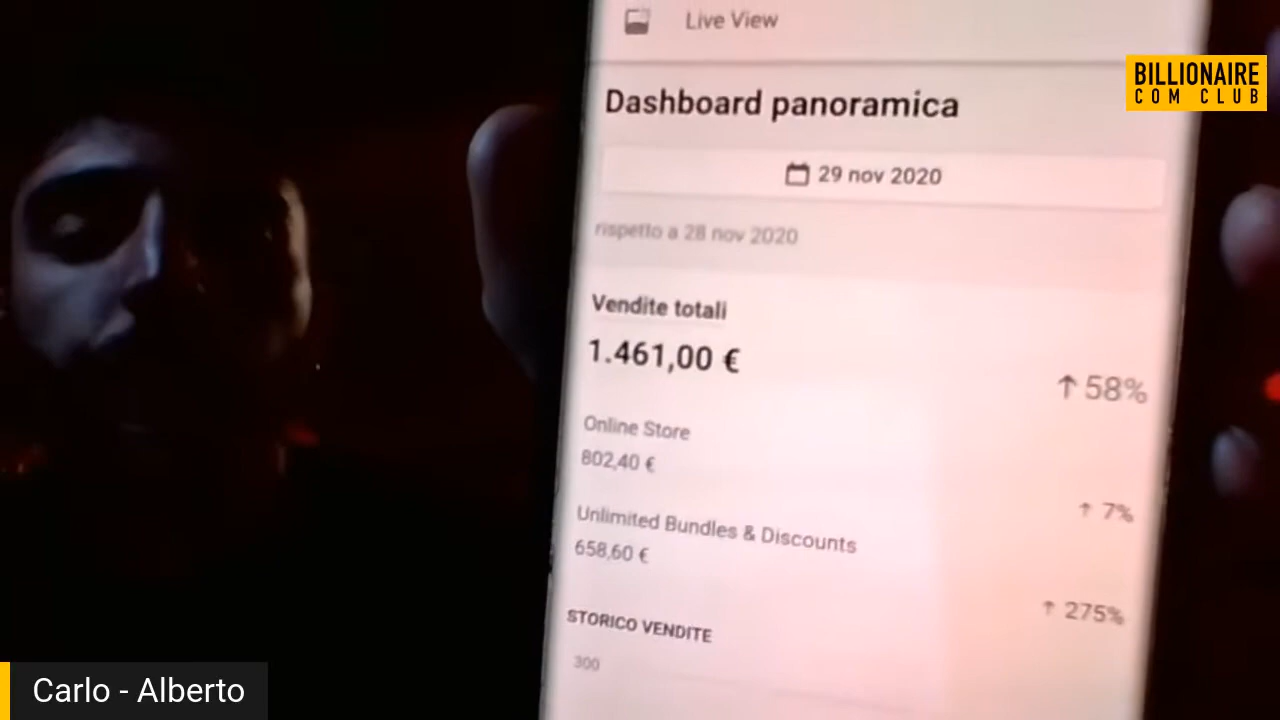 Live View
BILLIONAIRE
COM CLUB
Dashboard panoramica
29 nov 2020
rispetto a 28 nov 2020
Vendite totali
1.461,00 €
↑ 58%
Online Store
802,40 €
↑ 7%
Unlimited Bundles & Discounts
658,60 €
↑ 275%
STORICO VENDITE
300
Carlo - Alberto